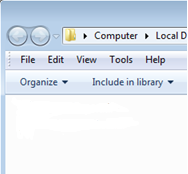 Computer Local D
File Edit View Tools Help
Organize Include in library